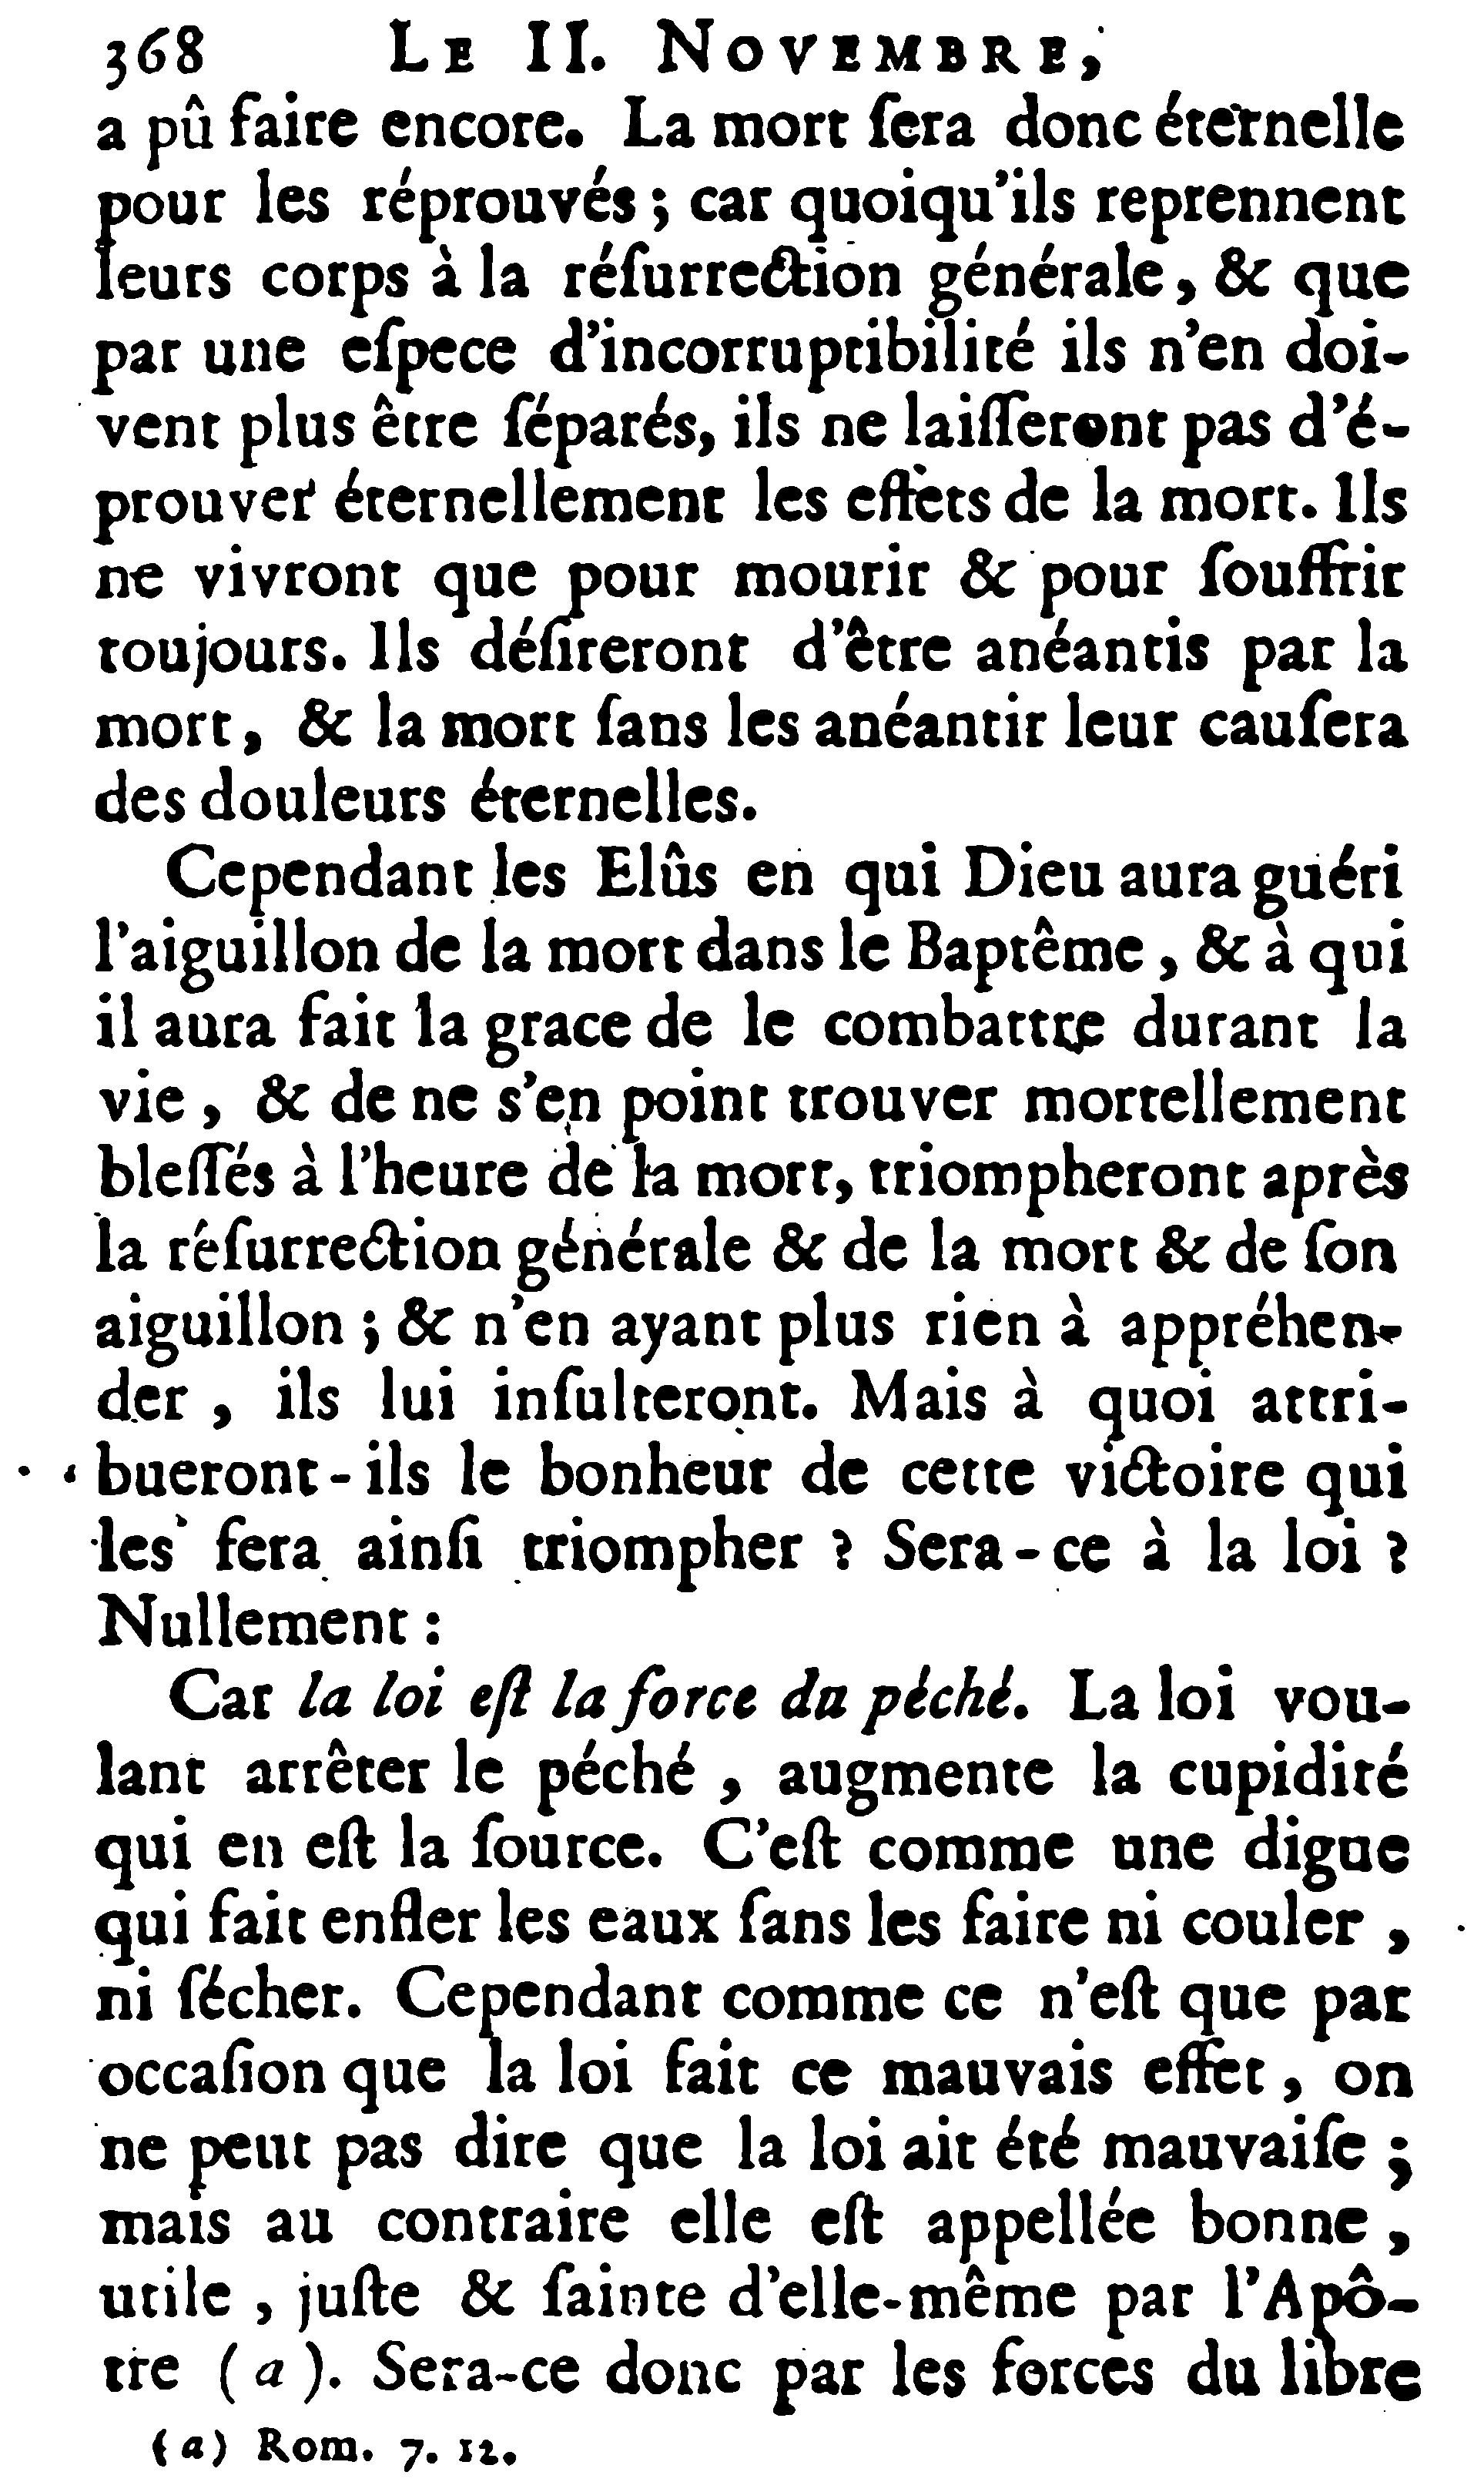 368 LE II. NOVEMBRE,
a pû faire encore. La mort ſera donc éternelle
pour les réprouvés ; car quoiqu'ils reprennent
leurs corps à la réſurrection générale, & que
par une eſpece d'incorruptibilité ils n'en doi-
vent plus être ſéparés, ils ne laiſſeront pas d'é-
prouver éternellement les effets de la mort. Ils
ne vivront que pour mourir & pour ſouffrir
toujours. Ils déſireront d'être anéantis par la
mort, & la mort ſans les anéantir leur cauſera
des douleurs éternelles.
Cependant les Elûs en qui Dieu aura guéri
l'aiguillon de la mort dans le Baptême, & à qui
il aura fait la grace de le combattre durant la
vie, & de ne s'en point trouver mortellement
bleſſés à l'heure de la mort, triompheront après
la réſurrection générale & de la mort & de ſon
aiguillon ; & n'en ayant plus rien à appréhen-
der, ils lui inſulteront. Mais à quoi attri-
bueront-ils le bonheur de cette victoire qui
les fera ainſi triompher ? Sera-ce à la loi ?
Nullement :
Car la loi eſt la force du péché. La loi vou-
lant arrêter le péché, augmente la cupidité
qui en eſt la ſource. C'eſt comme une digue
qui fait enfler les eaux ſans les faire ni couler,
ni ſécher. Cependant comme ce n'eſt que par
occaſion que la loi fait ce mauvais effet, on
ne peut pas dire que la loi ait été mauvaiſe ;
mais au contraire elle eſt appellée bonne,
utile, juſte & ſainte d'elle-même par l'Apô-
tre (a). Sera-ce donc par les forces du libre
(a) Rom. 7. 12.